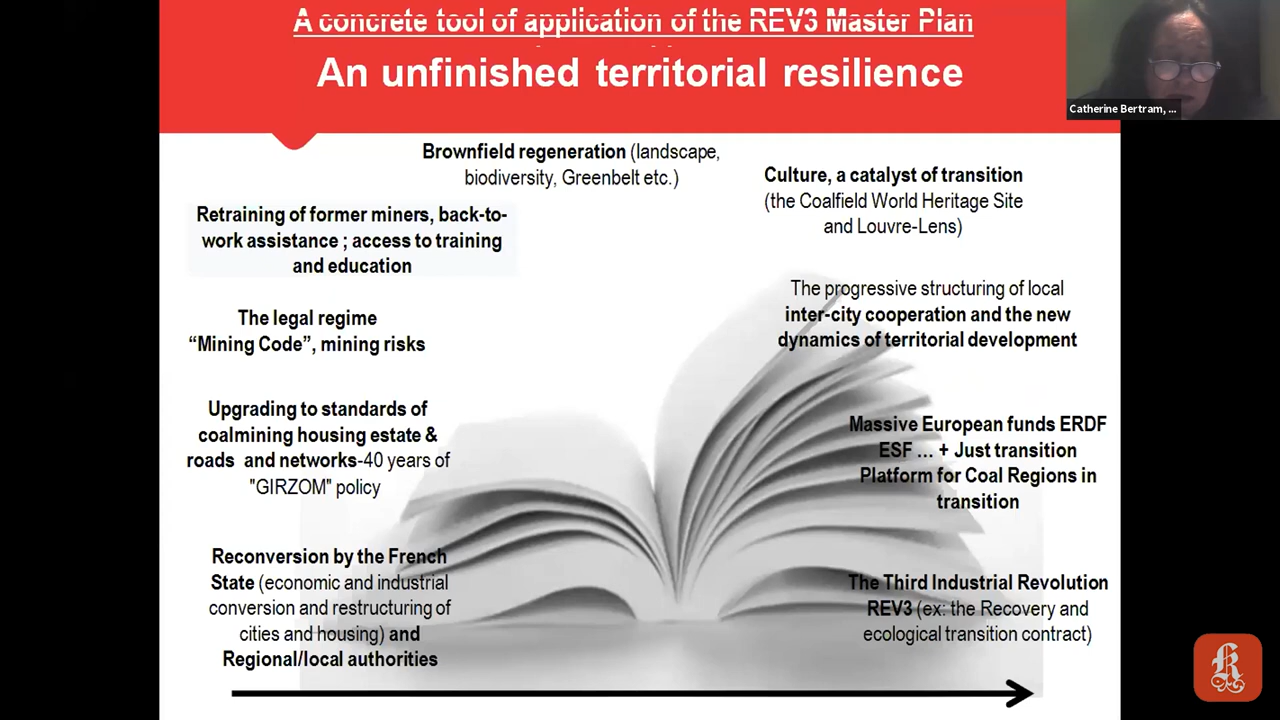 A concrete tool of application of the REV3 Master Plan
An unfinished territorial resilience
Catherine Bertram, ...
Brownfield regeneration (landscape,
biodiversity, Greenbelt etc.)
Culture, a catalyst of transition
(the Coalfield World Heritage Site
and Louvre-Lens)
Retraining of former miners, back-to-
work assistance ; access to training
and education
The progressive structuring of local
inter-city cooperation and the new
dynamics of territorial development
The legal regime
“Mining Code”, mining risks
Upgrading to standards of
coalmining housing estate &
roads and networks-40 years of
"GIRZOM" policy
Massive European funds ERDF
ESF ... + Just transition
Platform for Coal Regions in
transition
Reconversion by the French
State (economic and industrial
conversion and restructuring of
cities and housing) and
Regional/local authorities
The Third Industrial Revolution
REV3 (ex: the Recovery and
ecological transition contract)